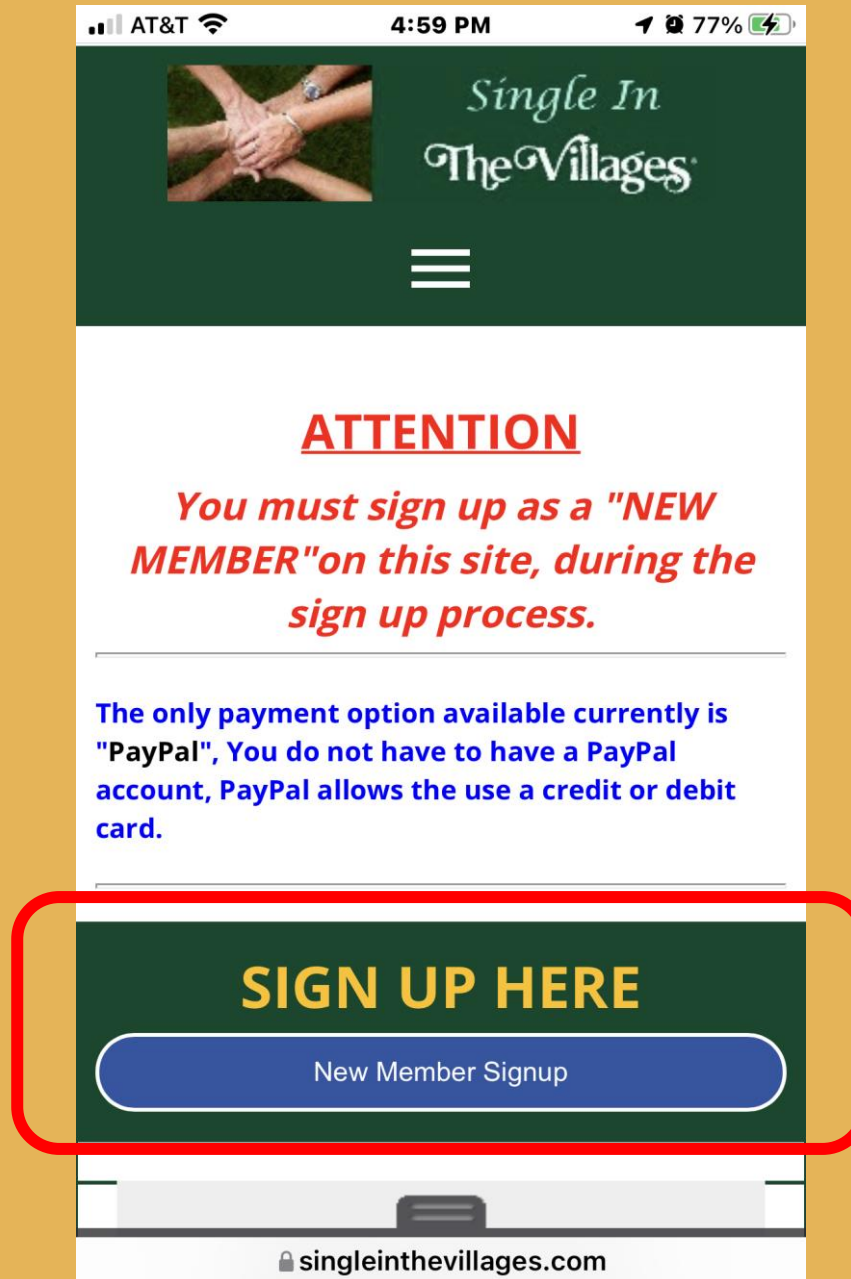 AT&T 4:59 PM 77%
Single In
The Villages®
ATTENTION
You must sign up as a "NEW
MEMBER"on this site, during the
sign up process.
The only payment option available currently is
"PayPal", You do not have to have a PayPal
account, PayPal allows the use a credit or debit
card.
SIGN UP HERE
New Member Signup
singleinthevillages.com